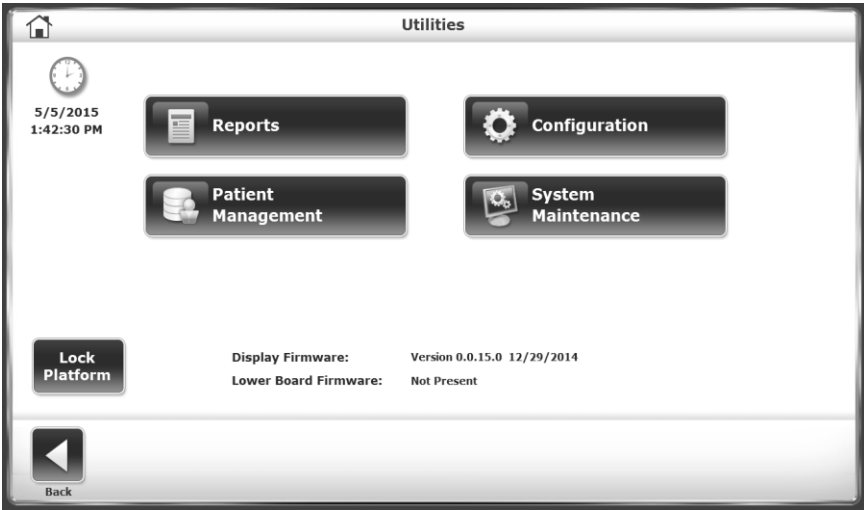 Utilities
5/5/2015
1:42:30 PM
Reports
Configuration
Patient
Management
System
Maintenance
Lock
Platform
Display Firmware: Version 0.0.15.0 12/29/2014
Lower Board Firmware: Not Present
Back